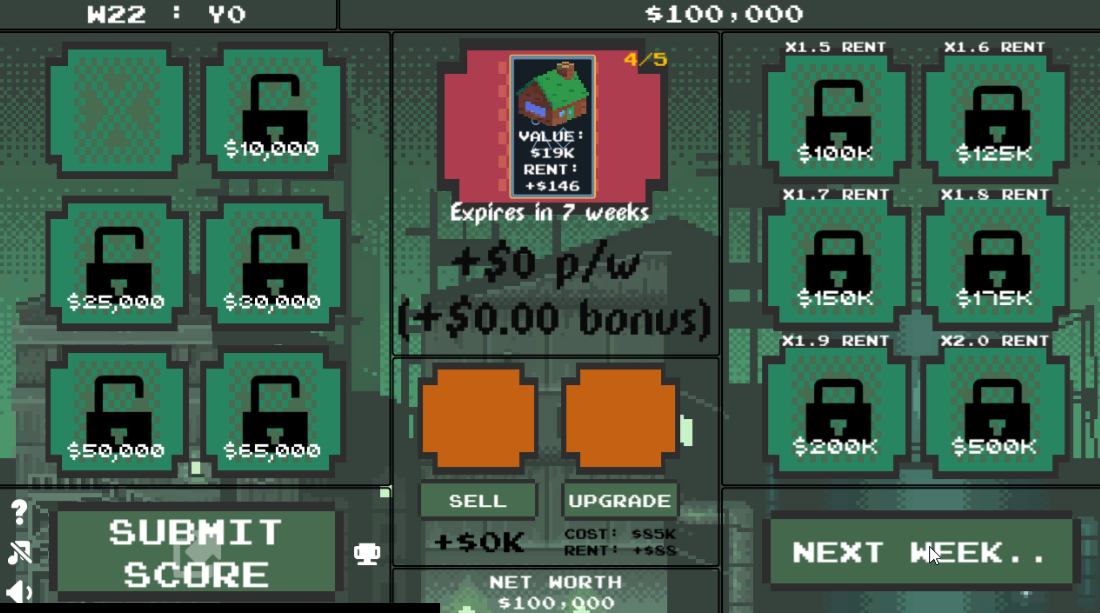 W22 : Y0
$100,000
$10,000
$25,000
$30,000
$50,000
$65,000
SUBMIT
SCORE
?
4/5
VALUE:
$19K
RENT:
+$146
Expires in 7 weeks
+$0 p/w
(+$0.00 bonus)
SELL
UPGRADE
+$0K
COST: $85K
RENT: +$88
NET WORTH
$100,000
X1.5 RENT
X1.6 RENT
$100K
$125K
X1.7 RENT
X1.8 RENT
$150K
$175K
X1.9 RENT
X2.0 RENT
$200K
$500K
NEXT WEEK..